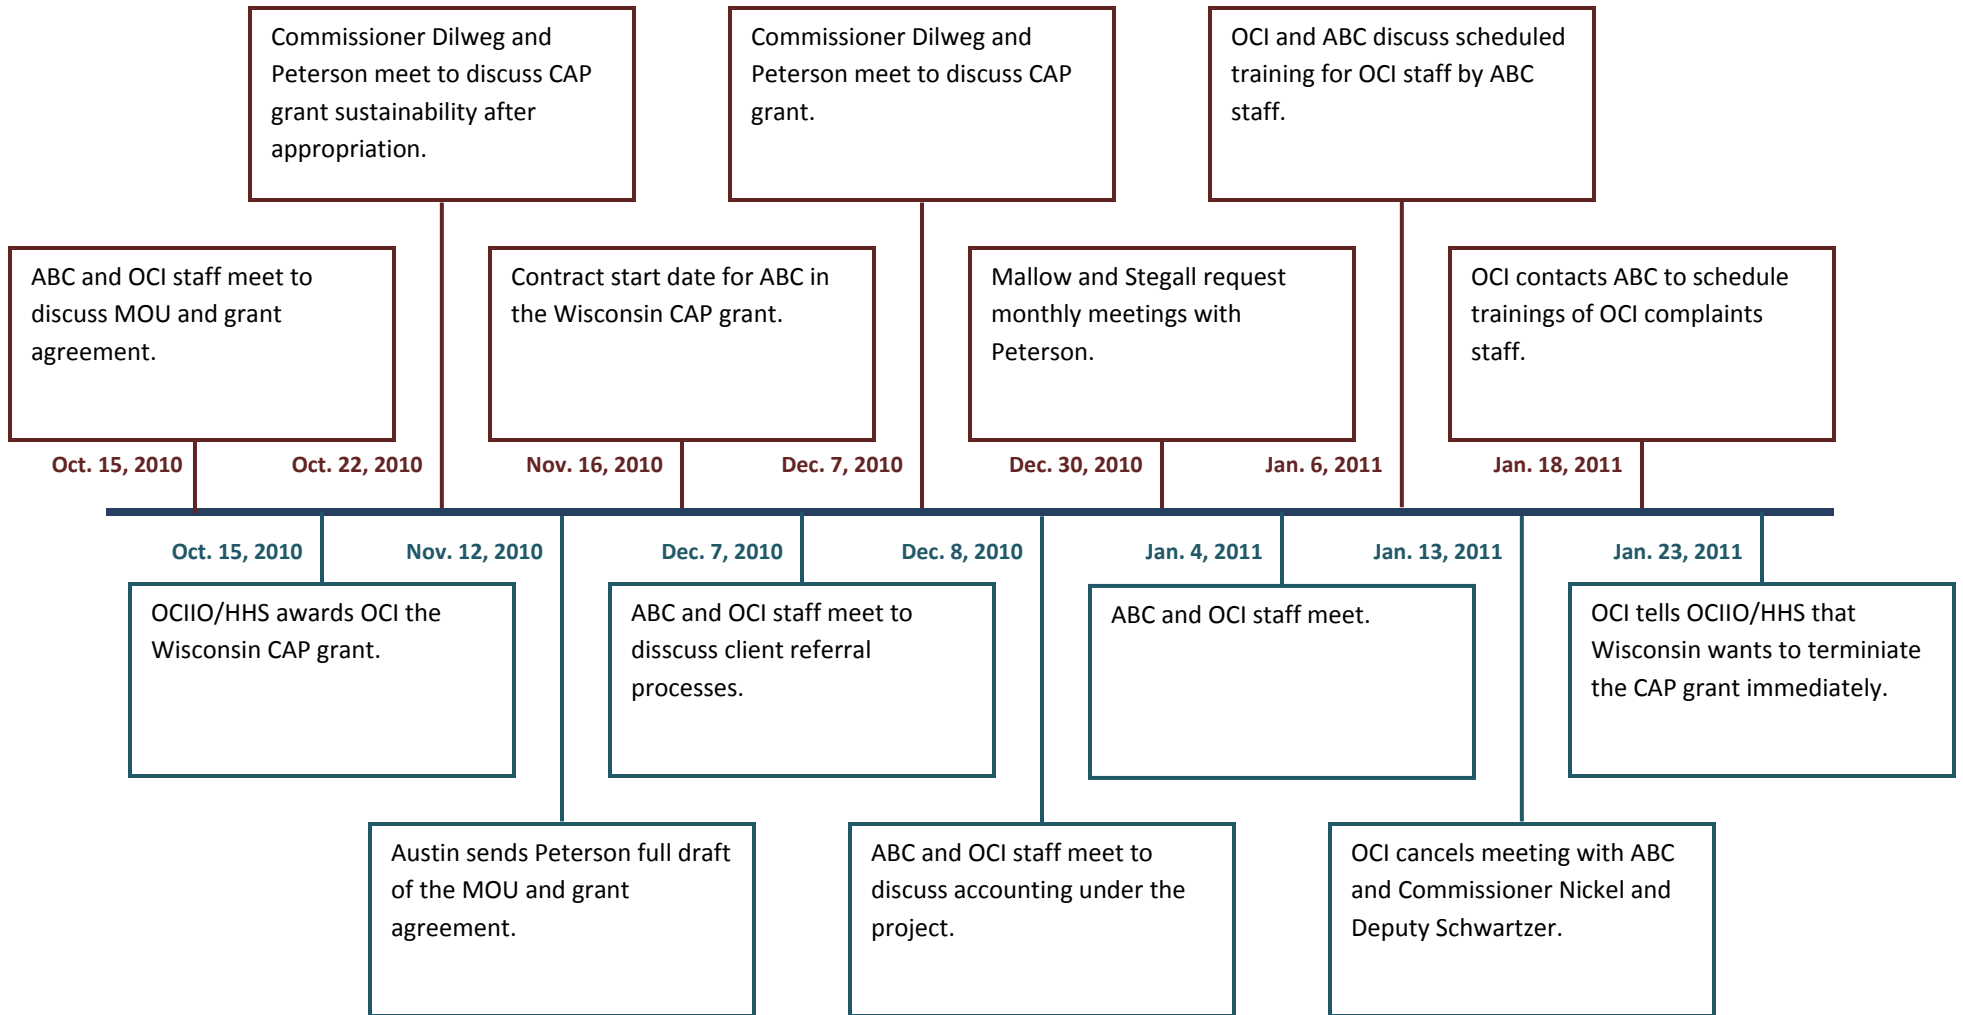 Commissioner Dilweg and
Peterson meet to discuss CAP
grant sustainability after
appropriation.
Commissioner Dilweg and
Peterson meet to discuss CAP
grant.
OCI and ABC discuss scheduled
training for OCI staff by ABC
staff.
ABC and OCI staff meet to
discuss MOU and grant
agreement.
Contract start date for ABC in
the Wisconsin CAP grant.
Mallow and Stegall request
monthly meetings with
Peterson.
OCI contacts ABC to schedule
trainings of OCI complaints
staff.
Oct. 15, 2010
Oct. 22, 2010
Nov. 16, 2010
Dec. 7, 2010
Dec. 30, 2010
Jan. 6, 2011
Jan. 18, 2011
Oct. 15, 2010
Nov. 12, 2010
Dec. 7, 2010
Dec. 8, 2010
Jan. 4, 2011
Jan. 13, 2011
Jan. 23, 2011
OCIIO/HHS awards OCI the
Wisconsin CAP grant.
ABC and OCI staff meet to
disscuss client referral
processes.
ABC and OCI staff meet.
OCI tells OCIIO/HHS that
Wisconsin wants to terminiate
the CAP grant immediately.
Austin sends Peterson full draft
of the MOU and grant
agreement.
ABC and OCI staff meet to
discuss accounting under the
project.
OCI cancels meeting with ABC
and Commissioner Nickel and
Deputy Schwartzer.